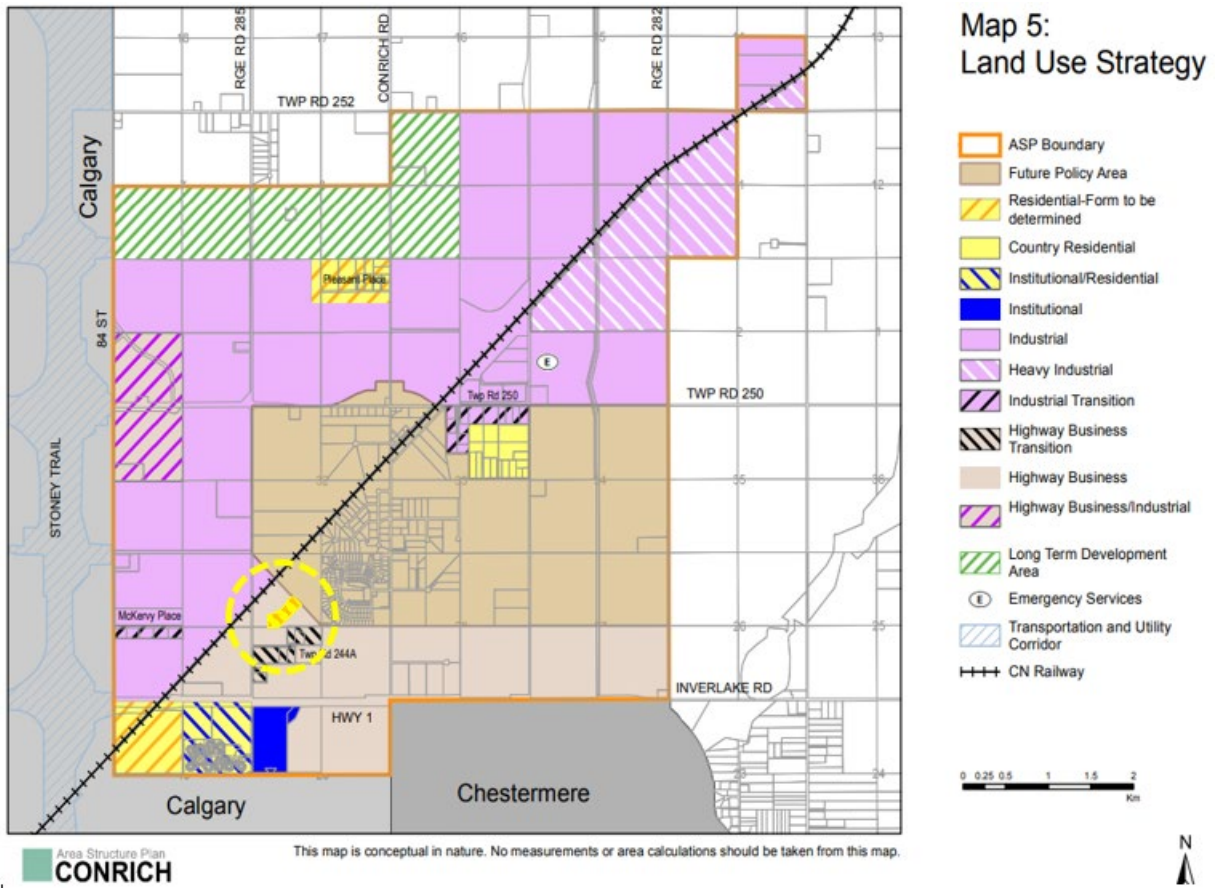 Map 5:
Land Use Strategy
ASP Boundary
Future Policy Area
Residential-Form to be
determined
Country Residential
Institutional/Residential
Institutional
Industrial
Heavy Industrial
Industrial Transition
Highway Business
Transition
Highway Business
Highway Business/Industrial
Long Term Development
Area
E Emergency Services
Transportation and Utility
Corridor
CN Railway
0 0.25 0.5 1 1.5 2
Km
N
RGE RD 285
CONRICH RD
RGE RD 282
TWP RD 252
Calgary
84 ST
STONEY TRAIL
Pleasant Place
E
Twp Rd 250
TWP RD 250
McKervy Place
Twp Rd 244A
INVERLAKE RD
HWY 1
Calgary
Chestermere
Area Structure Plan
CONRICH
This map is conceptual in nature. No measurements or area calculations should be taken from this map.